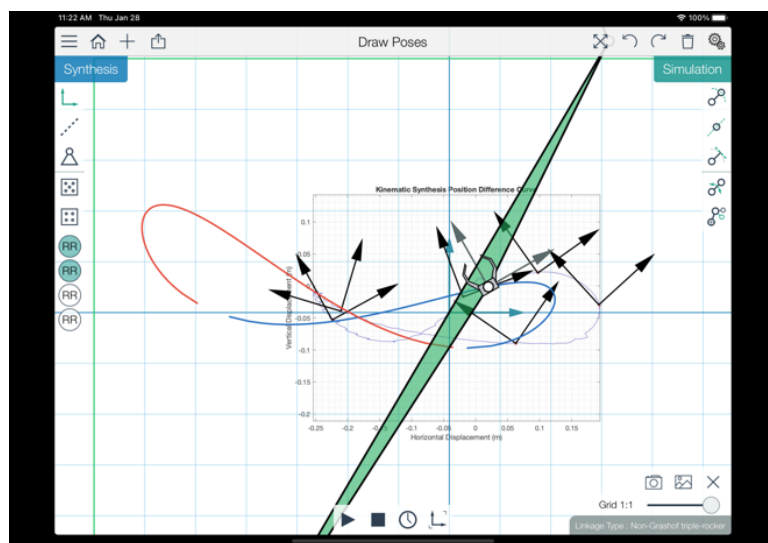 11:22 AM Thu Jan 28
100%
Draw Poses
Synthesis
Simulation
Kinematic Synthesis Position Difference Curve
0.1
0.05
0
-0.05
-0.1
-0.15
-0.2
Vertical Displacement (m)
-0.25
-0.2
-0.15
-0.1
-0.05
0
0.05
0.1
0.15
Horizontal Displacement (m)
RR
RR
RR
RR
Grid 1:1
Linkage Type : Non-Grashof triple-rocker